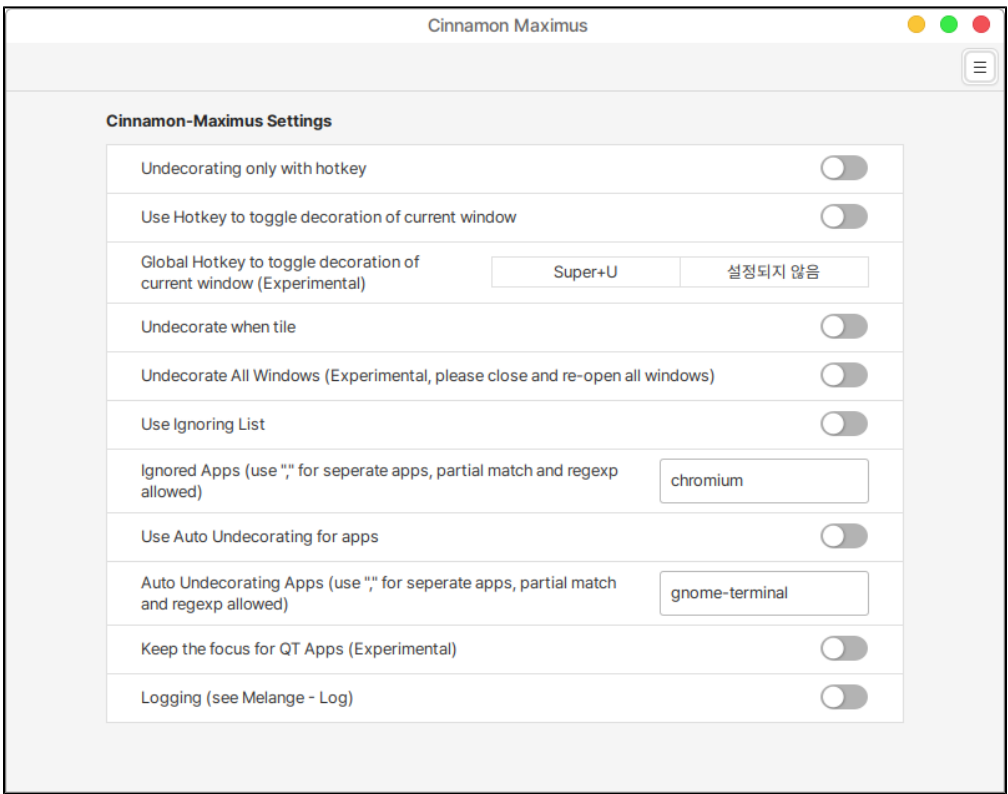 Cinnamon Maximus
Cinnamon-Maximus Settings
Undecorating only with hotkey
Use Hotkey to toggle decoration of current window
Global Hotkey to toggle decoration of
current window (Experimental)
Super+U
설정되지 않음
Undecorate when tile
Undecorate All Windows (Experimental, please close and re-open all windows)
Use Ignoring List
Ignored Apps (use "," for seperate apps, partial match and regexp
allowed)
chromium
Use Auto Undecorating for apps
Auto Undecorating Apps (use "," for seperate apps, partial match
and regexp allowed)
gnome-terminal
Keep the focus for QT Apps (Experimental)
Logging (see Melange - Log)